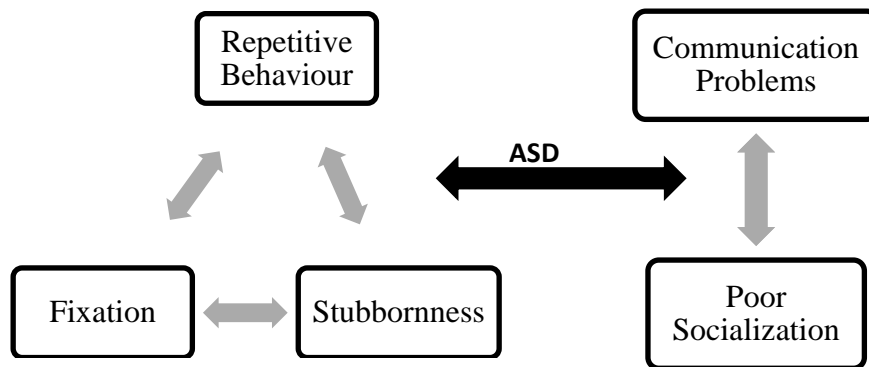 Repetitive
Behaviour
Communication
Problems
ASD
Fixation
Stubbornness
Poor
Socialization